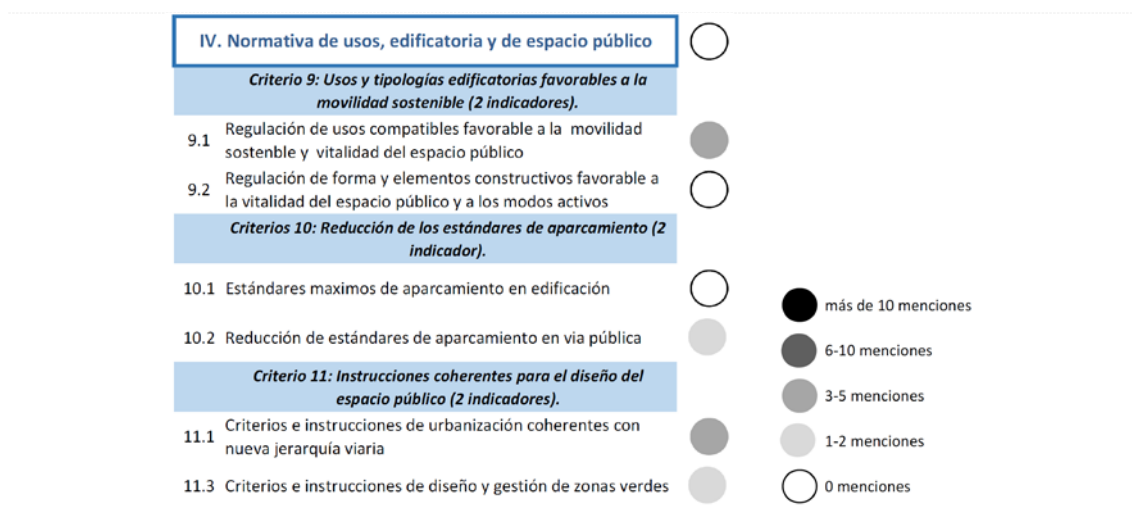 IV. Normativa de usos, edificatoria y de espacio público
Criterio 9: Usos y tipologías edificatorias favorables a la
movilidad sostenible (2 indicadores).
9.1 Regulación de usos compatibles favorable a la movilidad
sostenble y vitalidad del espacio público
9.2 Regulación de forma y elementos constructivos favorable a
la vitalidad del espacio público y a los modos activos
Criterios 10: Reducción de los estándares de aparcamiento (2
indicador).
10.1 Estándares maximos de aparcamiento en edificación
10.2 Reducción de estándares de aparcamiento en via pública
Criterio 11: Instrucciones coherentes para el diseño del
espacio público (2 indicadores).
11.1 Criterios e instrucciones de urbanización coherentes con
nueva jerarquía viaria
11.3 Criterios e instrucciones de diseño y gestión de zonas verdes
más de 10 menciones
6-10 menciones
3-5 menciones
1-2 menciones
0 menciones